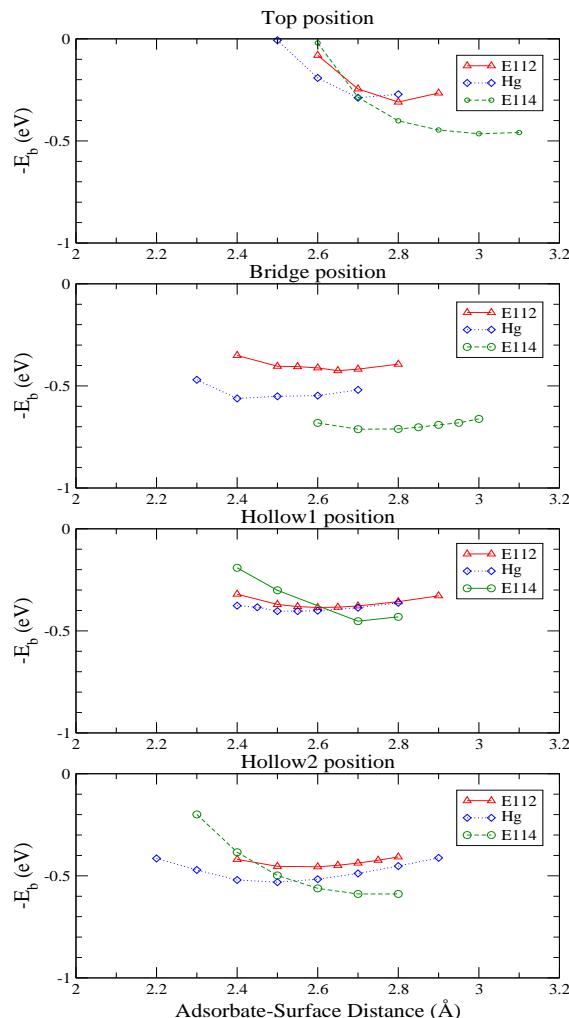 Top position
0
E112
Hg
E114
-0.5
-E_b (eV)
-1
2 2.2 2.4 2.6 2.8 3 3.2
Bridge position
0
E112
Hg
E114
-0.5
-E_b (eV)
-1
2 2.2 2.4 2.6 2.8 3 3.2
Hollow1 position
0
E112
Hg
E114
-0.5
-E_b (eV)
-1
2 2.2 2.4 2.6 2.8 3 3.2
Hollow2 position
0
E112
Hg
E114
-0.5
-E_b (eV)
-1
2 2.2 2.4 2.6 2.8 3 3.2
Adsorbate-Surface Distance (Å)